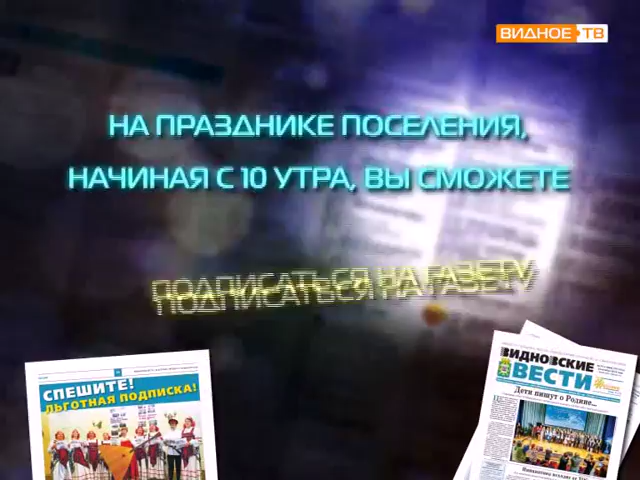 ВИДНОЕ ТВ
НА ПРАЗДНИКЕ ПОСЕЛЕНИЯ,
НАЧИНАЯ С 10 УТРА, ВЫ СМОЖЕТЕ
ПОДПИСАТЬСЯ НА ГАЗЕТУ
СПЕШИТЕ!
ЛЬГОТНАЯ ПОДПИСКА!
ВИДНОВСКИЕ
ВЕСТИ
Дети пишут о Родине...